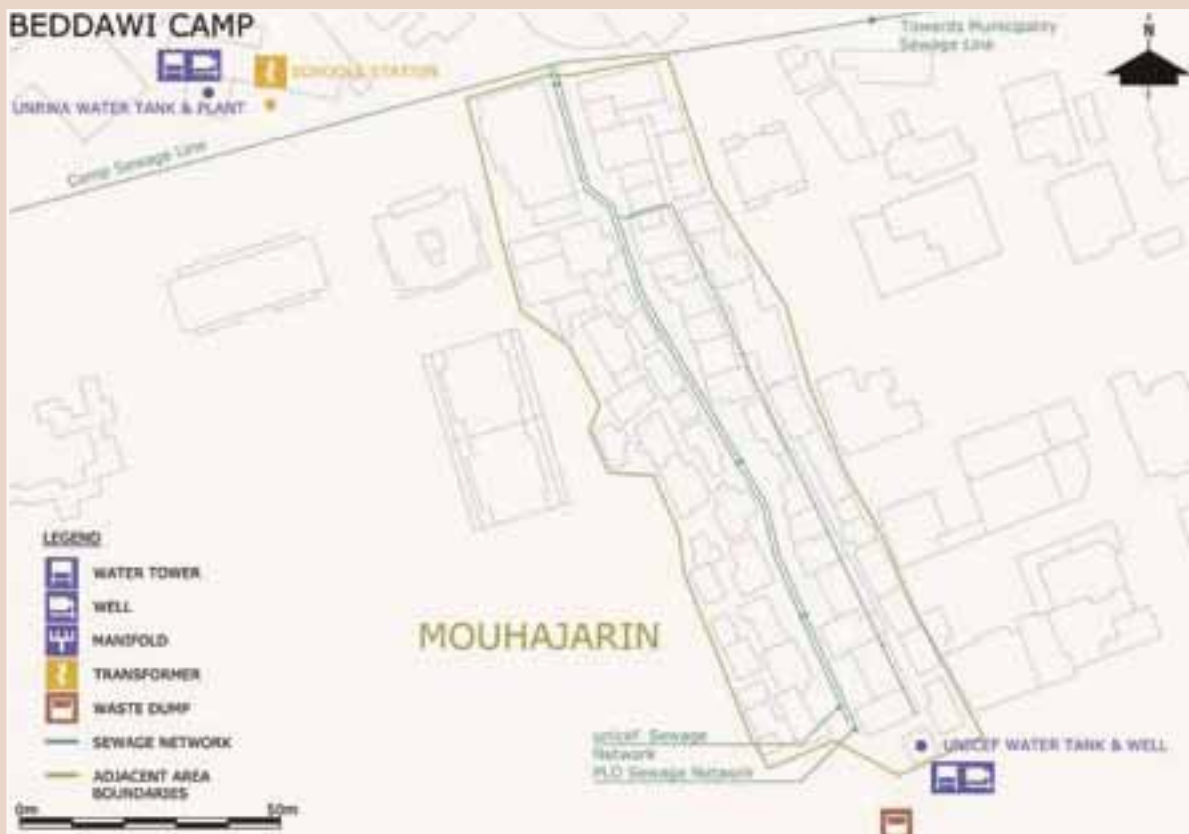 BEDDAWI CAMP
Towards Municipality
Sewage Line
N
SCHOOLS STATION
UNRWA WATER TANK & PLANT
Camp Sewage Line
LEGEND
WATER TOWER
WELL
MANIFOLD
TRANSFORMER
WASTE DUMP
SEWAGE NETWORK
ADJACENT AREA
BOUNDARIES
0m 50m
MOUHAJARIN
unicef Sewage
Network
PLO Sewage Network
UNICEF WATER TANK & WELL